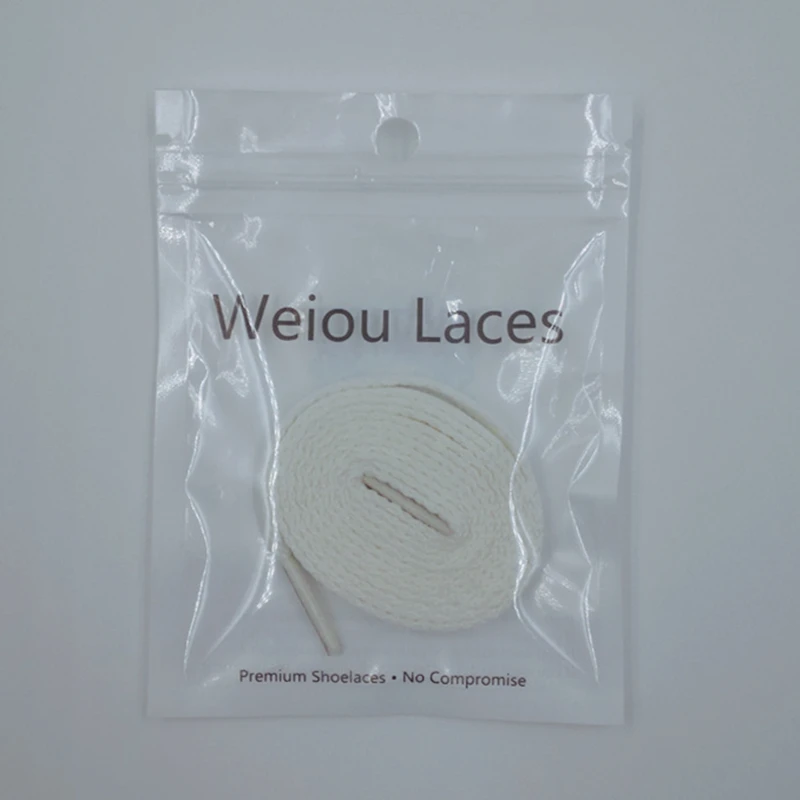 Weiou Laces
Premium Shoelaces • No Compromise